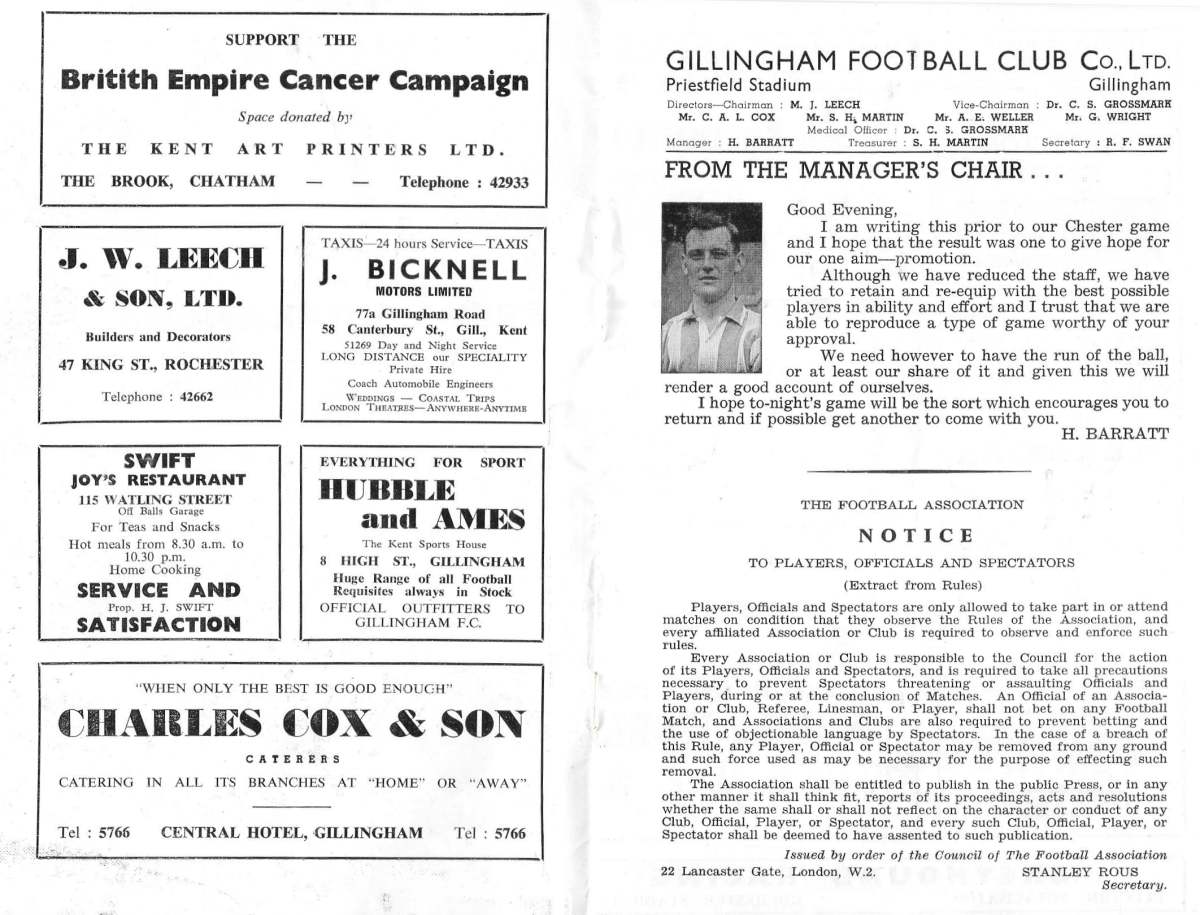 SUPPORT THE
Britith Empire Cancer Campaign
Space donated by
THE KENT ART PRINTERS LTD.
THE BROOK, CHATHAM — — Telephone : 42933
J. W. LEECH
& SON, LTD.
Builders and Decorators
47 KING ST., ROCHESTER
Telephone : 42662
TAXIS—24 hours Service—TAXIS
J. BICKNELL
MOTORS LIMITED
77a Gillingham Road
58 Canterbury St., Gill., Kent
51269 Day and Night Service
LONG DISTANCE our SPECIALITY
Private Hire
Coach Automobile Engineers
WEDDINGS — COASTAL TRIPS
LONDON THEATRES—ANYWHERE-ANYTIME
SWIFT
JOY'S RESTAURANT
115 WATLING STREET
Off Balls Garage
For Teas and Snacks
Hot meals from 8.30 a.m. to
10.30 p.m.
Home Cooking
SERVICE AND
Prop. H. J. SWIFT
SATISFACTION
EVERYTHING FOR SPORT
HUBBLE
and AMES
The Kent Sports House
8 HIGH ST., GILLINGHAM
Huge Range of all Football
Requisites always in Stock
OFFICIAL OUTFITTERS TO
GILLINGHAM F.C.
"WHEN ONLY THE BEST IS GOOD ENOUGH"
CHARLES COX & SON
CATERERS
CATERING IN ALL ITS BRANCHES AT "HOME" OR "AWAY"
Tel : 5766 CENTRAL HOTEL, GILLINGHAM Tel : 5766
GILLINGHAM FOOTBALL CLUB Co., LTD.
Priestfield Stadium Gillingham
Directors—Chairman : M. J. LEECH Vice-Chairman : Dr. C. S. GROSSMARK
Mr. C. A. L. COX Mr. S. H. MARTIN Mr. A. E. WELLER Mr. G. WRIGHT
Medical Officer : Dr. C. S. GROSSMARK
Manager : H. BARRATT Treasurer : S. H. MARTIN Secretary : R. F. SWAN
FROM THE MANAGER'S CHAIR . . .
Good Evening,
I am writing this prior to our Chester game
and I hope that the result was one to give hope for
our one aim—promotion.
Although we have reduced the staff, we have
tried to retain and re-equip with the best possible
players in ability and effort and I trust that we are
able to reproduce a type of game worthy of your
approval.
We need however to have the run of the ball,
or at least our share of it and given this we will
render a good account of ourselves.
I hope to-night's game will be the sort which encourages you to
return and if possible get another to come with you.
H. BARRATT
THE FOOTBALL ASSOCIATION
NOTICE
TO PLAYERS, OFFICIALS AND SPECTATORS
(Extract from Rules)
Players, Officials and Spectators are only allowed to take part in or attend
matches on condition that they observe the Rules of the Association, and
every affiliated Association or Club is required to observe and enforce such
rules.
Every Association or Club is responsible to the Council for the action
of its Players, Officials and Spectators, and is required to take all precautions
necessary to prevent Spectators threatening or assaulting Officials and
Players, during or at the conclusion of Matches. An Official of an Associa-
tion or Club, Referee, Linesman, or Player, shall not bet on any Football
Match, and Associations and Clubs are also required to prevent betting and
the use of objectionable language by Spectators. In the case of a breach of
this Rule, any Player, Official or Spectator may be removed from any ground
and such force used as may be necessary for the purpose of effecting such
removal.
The Association shall be entitled to publish in the public Press, or in any
other manner it shall think fit, reports of its proceedings, acts and resolutions
whether the same shall or shall not reflect on the character or conduct of any
Club, Official, Player, or Spectator, and every such Club, Official, Player, or
Spectator shall be deemed to have assented to such publication.
Issued by order of the Council of The Football Association
22 Lancaster Gate, London, W.2. STANLEY ROUS
Secretary.